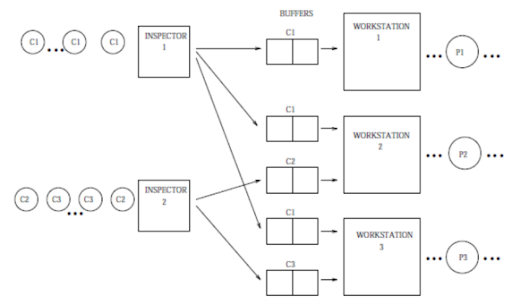 BUFFERS
C1 ... C1 C1
INSPECTOR
1
C1
WORKSTATION
1
... P1 ...
C1
WORKSTATION
2
... P2 ...
C2
C2 C3 ... C3 C2
INSPECTOR
2
C1
WORKSTATION
3
... P3 ...
C3